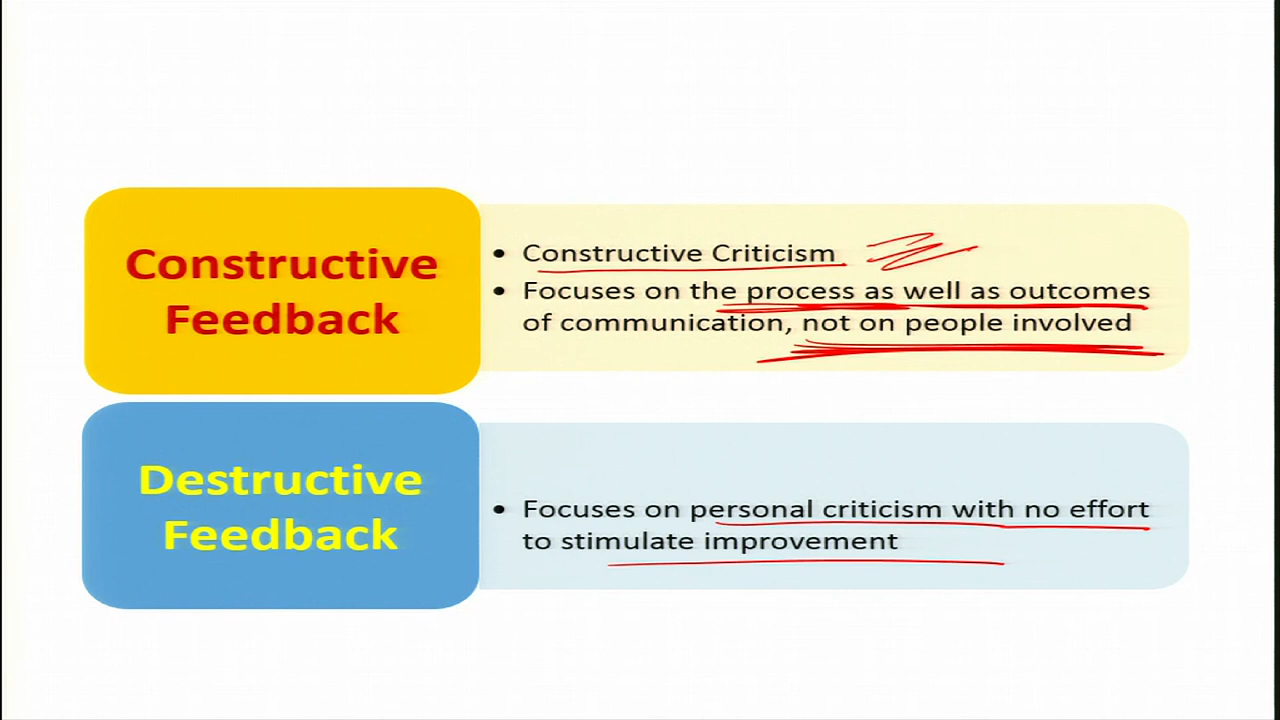 Constructive
Feedback
• Constructive Criticism
• Focuses on the process as well as outcomes
of communication, not on people involved
Destructive
Feedback
• Focuses on personal criticism with no effort
to stimulate improvement